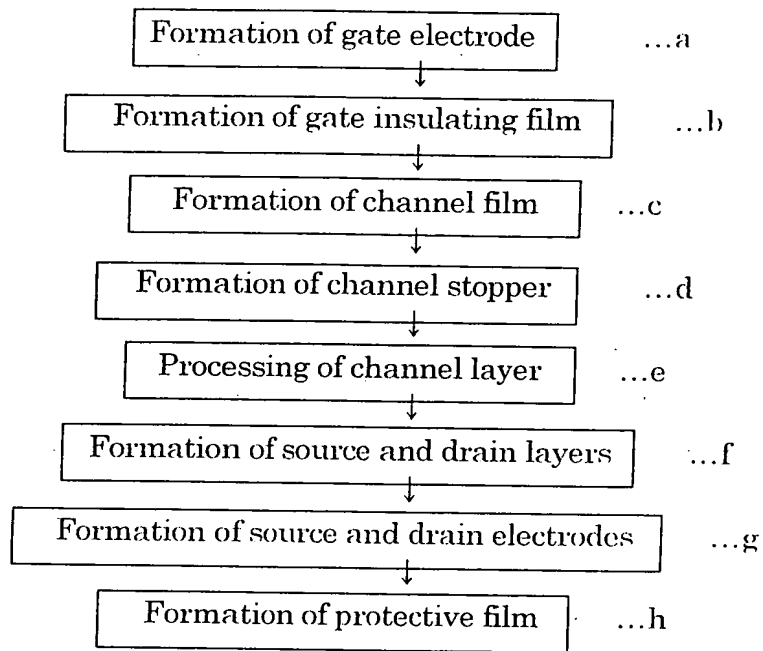 Formation of gate electrode ...a
Formation of gate insulating film ...b
Formation of channel film ...c
Formation of channel stopper ...d
Processing of channel layer ...e
Formation of source and drain layers ...f
Formation of source and drain electrodes ...g
Formation of protective film ...h